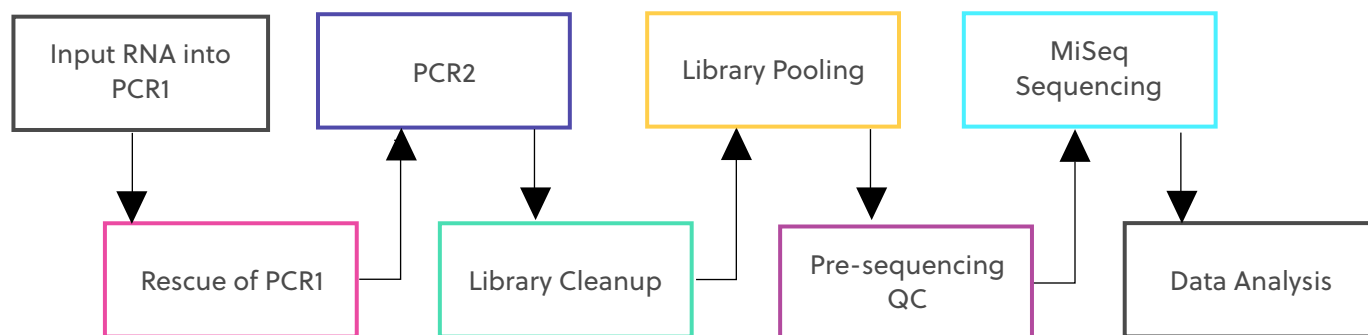 Input RNA into
PCR1
Rescue of PCR1
PCR2
Library Cleanup
Library Pooling
Pre-sequencing
QC
MiSeq
Sequencing
Data Analysis